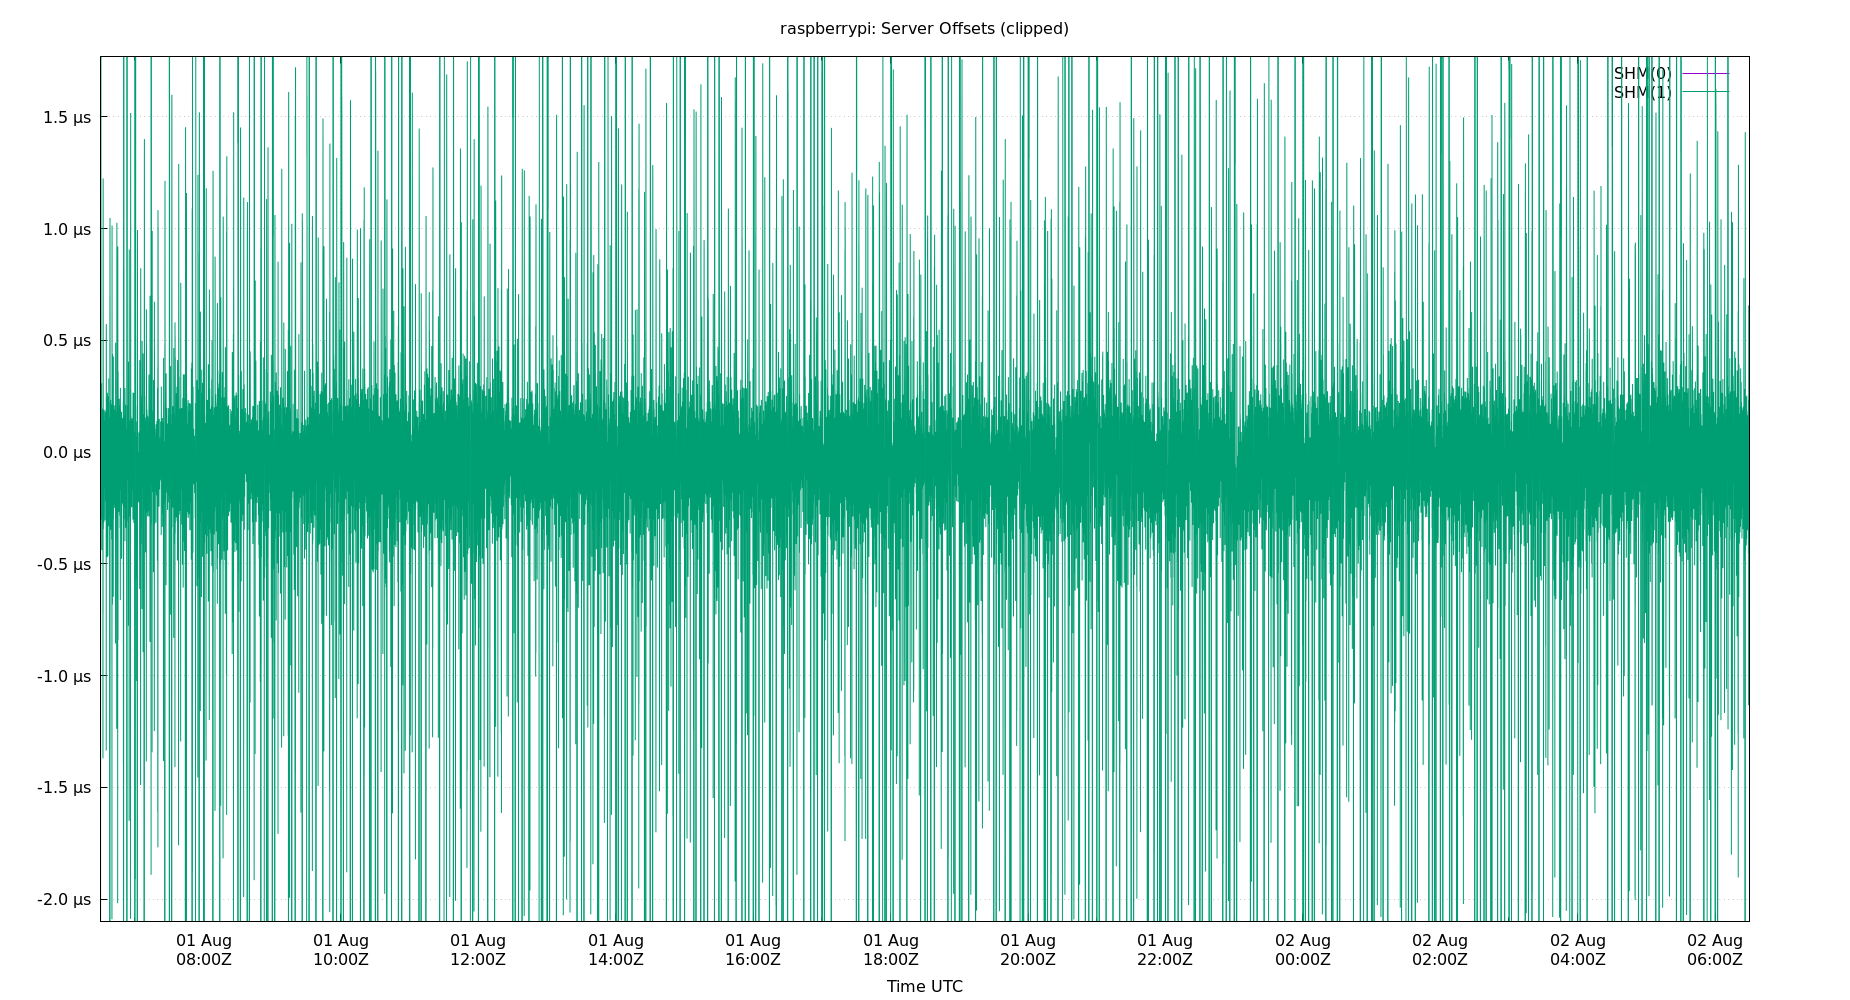 raspberrypi: Server Offsets (clipped)
SHM(0)
SHM(1)
1.5 µs
1.0 µs
0.5 µs
0.0 µs
-0.5 µs
-1.0 µs
-1.5 µs
-2.0 µs
01 Aug 01 Aug 01 Aug 01 Aug 01 Aug 01 Aug 01 Aug 01 Aug 02 Aug 02 Aug 02 Aug 02 Aug
08:00Z 10:00Z 12:00Z 14:00Z 16:00Z 18:00Z 20:00Z 22:00Z 00:00Z 02:00Z 04:00Z 06:00Z
Time UTC